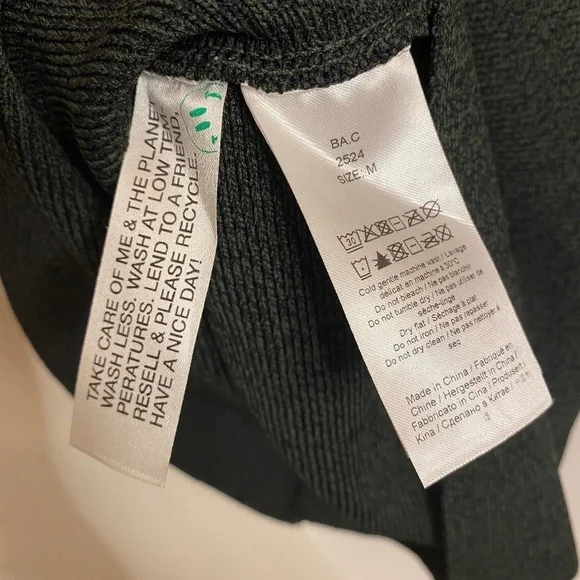 TAKE CARE OF ME & THE PLANET
WASH LESS. WASH AT LOW TEM
PERATURES. LEND TO A FRIEND,
RESELL & PLEASE RECYCLE.
HAVE A NICE DAY!
BA.C
2524
SIZE: M
30
Cold gentle machine wash / Lavage
délicat en machine à 30°C
Do not bleach / Ne pas blanchir
Do not tumble dry / Ne pas utiliser de
sèche-linge
Dry flat / Séchage à plat
Do not iron / Ne pas repasser
Do not dry clean / Ne pas nettoyer à
sec
Made in China / Fabriqué en
Chine / Hergestellt in China /
Fabbricato in Cina / Produsert i
Kina / Сделано в Китае /